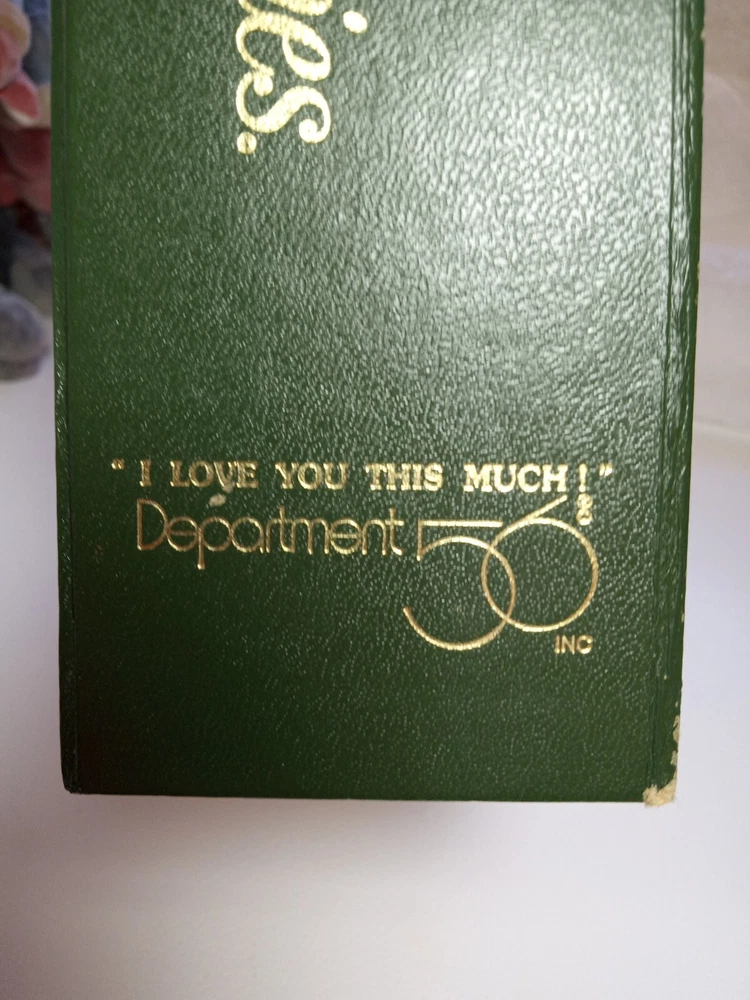 ies.
" I LOVE YOU THIS MUCH! "
Department 56®
INC